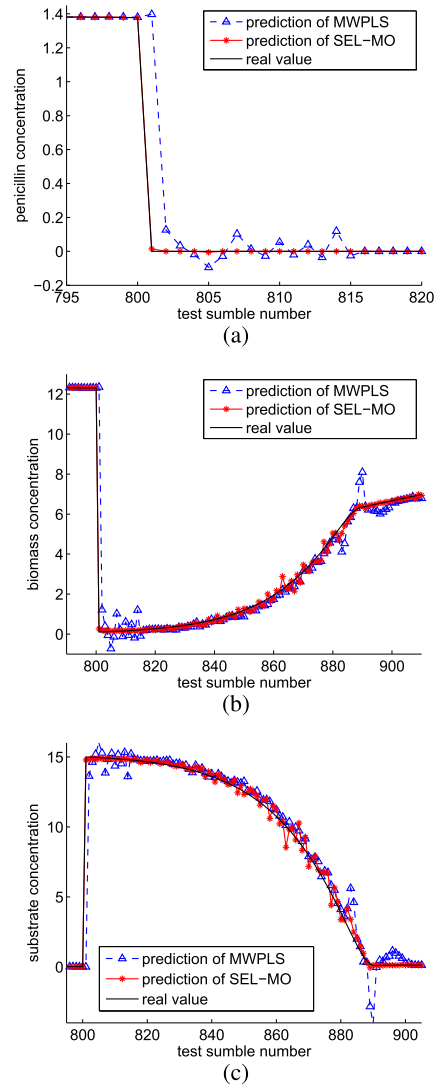 1.4
1.2
1
0.8
0.6
0.4
0.2
0
−0.2
penicillin concentration
prediction of MWPLS
prediction of SEL−MO
real value
795 800 805 810 815 820
test sumble number
(a)
12
10
8
6
4
2
0
biomass concentration
prediction of MWPLS
prediction of SEL−MO
real value
800 820 840 860 880 900
test sumble number
(b)
15
10
5
0
substrate concentration
prediction of MWPLS
prediction of SEL−MO
real value
800 820 840 860 880 900
test sumble number
(c)